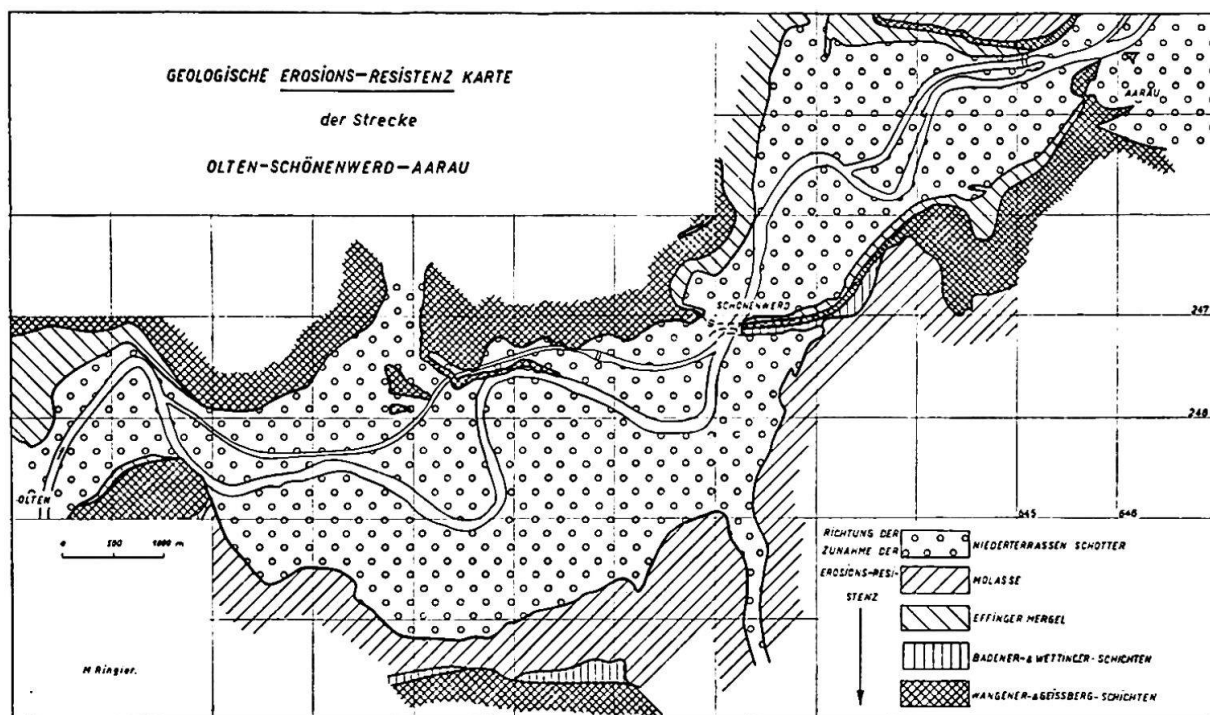 GEOLOGISCHE EROSIONS-RESISTENZ KARTE
der Strecke
OLTEN-SCHÖNENWERD-AARAU
AARAU
SCHÖNENWERD
247
248
OLTEN
645 646
0 500 1000 m
RICHTUNG DER
ZUNAHME DER
EROSIONS-RESI-
STENZ
NIEDERTERRASSEN SCHOTTER
MOLASSE
EFFINGER MERGEL
BADENER-& WETTINGER-SCHICHTEN
WANGENER-&GEISSBERG-SCHICHTEN
M Ringier.